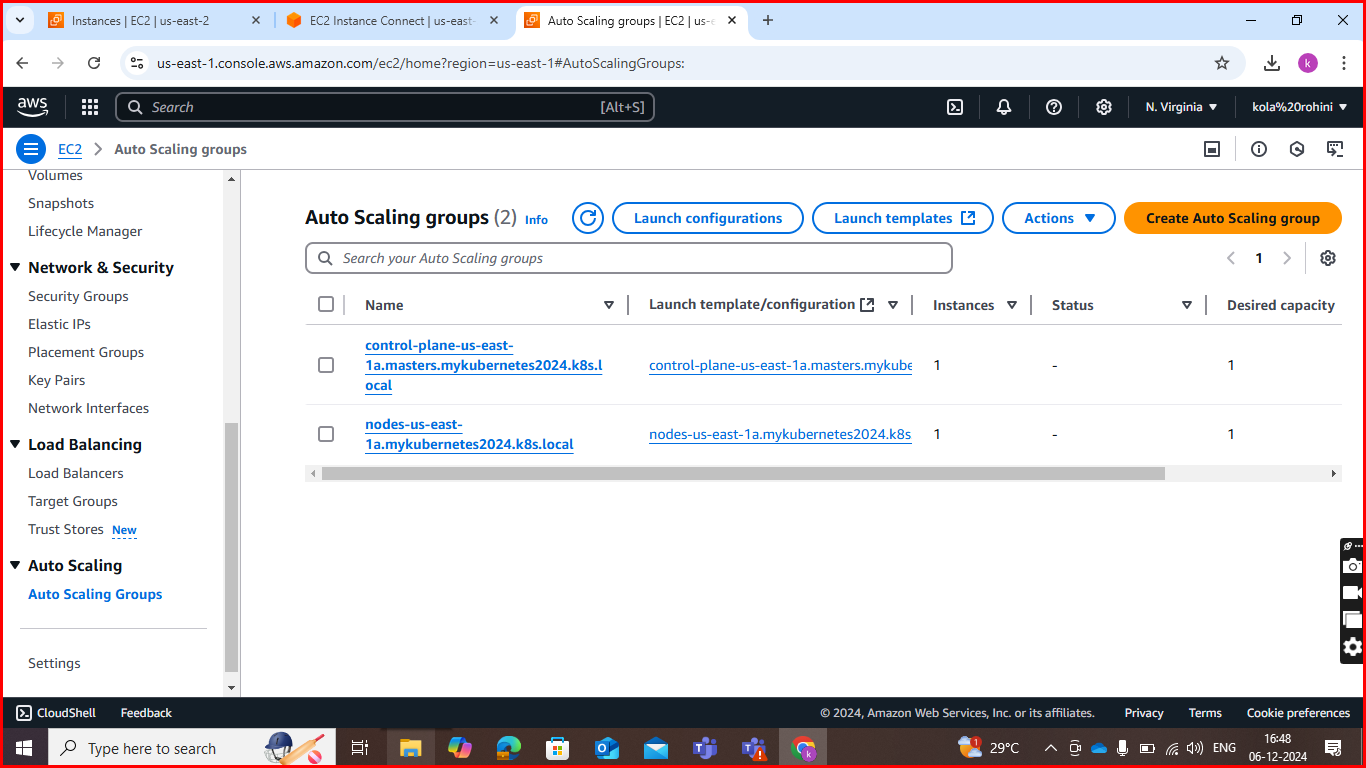 Instances | EC2 | us-east-2
EC2 Instance Connect | us-east-
Auto Scaling groups | EC2 | us-e
us-east-1.console.aws.amazon.com/ec2/home?region=us-east-1#AutoScalingGroups:
k
aws
Search
[Alt+S]
N. Virginia
kola%20rohini
EC2
Auto Scaling groups
Volumes
Snapshots
Lifecycle Manager
Network & Security
Security Groups
Elastic IPs
Placement Groups
Key Pairs
Network Interfaces
Load Balancing
Load Balancers
Target Groups
Trust Stores New
Auto Scaling
Auto Scaling Groups
Settings
Auto Scaling groups (2) Info
Launch configurations
Launch templates
Actions
Create Auto Scaling group
Search your Auto Scaling groups
1
Name
Launch template/configuration
Instances
Status
Desired capacity
control-plane-us-east-
1a.masters.mykubernetes2024.k8s.l
ocal
control-plane-us-east-1a.masters.mykube
1
-
1
nodes-us-east-
1a.mykubernetes2024.k8s.local
nodes-us-east-1a.mykubernetes2024.k8s
1
-
1
CloudShell
Feedback
© 2024, Amazon Web Services, Inc. or its affiliates.
Privacy
Terms
Cookie preferences
Type here to search
k
1
29°C
ENG
16:48
06-12-2024